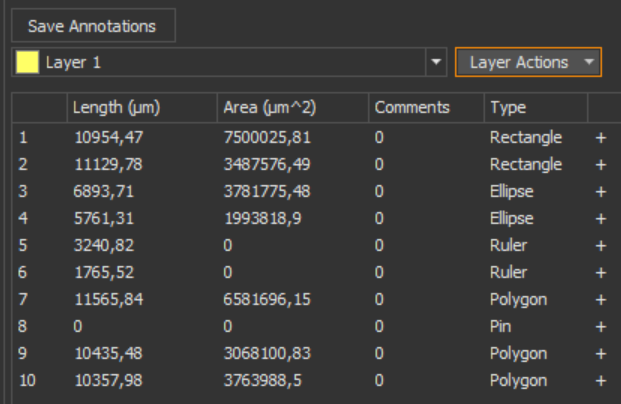 Save Annotations
Layer 1 Layer Actions
Length (µm) Area (µm^2) Comments Type
1 10954,47 7500025,81 0 Rectangle +
2 11129,78 3487576,49 0 Rectangle +
3 6893,71 3781775,48 0 Ellipse +
4 5761,31 1993818,9 0 Ellipse +
5 3240,82 0 0 Ruler +
6 1765,52 0 0 Ruler +
7 11565,84 6581696,15 0 Polygon +
8 0 0 0 Pin +
9 10435,48 3068100,83 0 Polygon +
10 10357,98 3763988,5 0 Polygon +